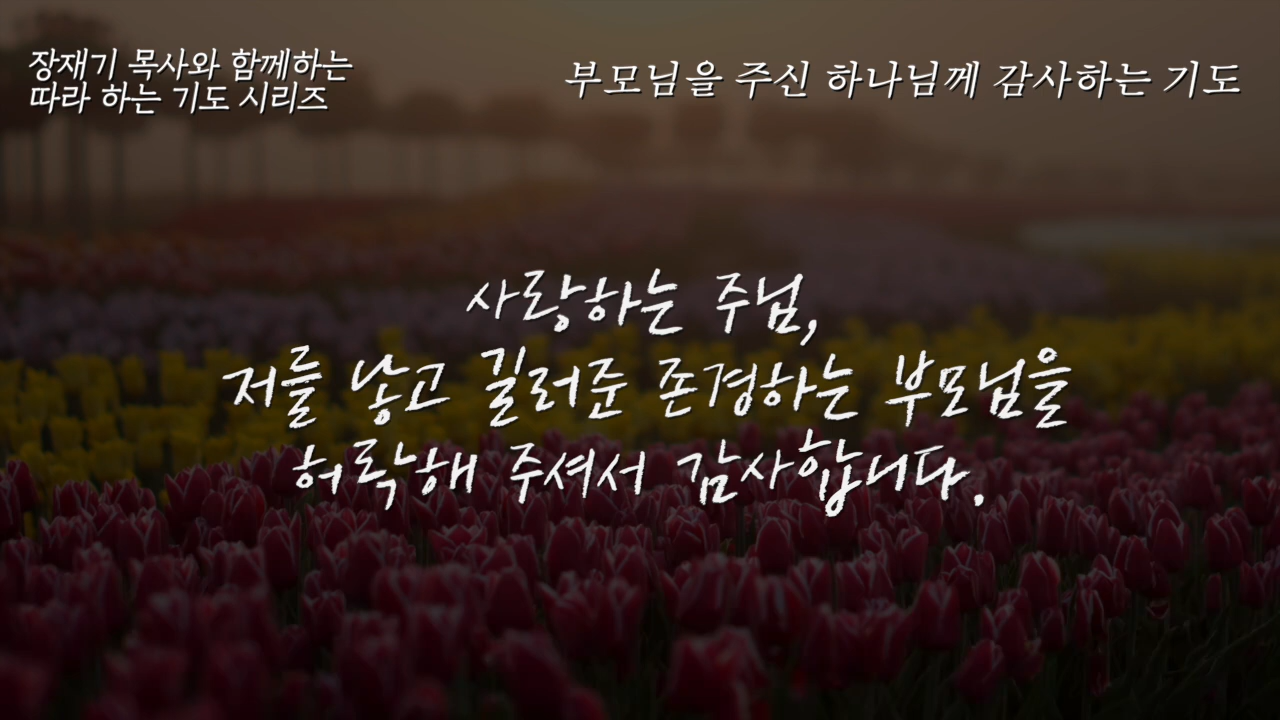 장재기 목사와 함께하는
따라 하는 기도 시리즈
부모님을 주신 하나님께 감사하는 기도
사랑하는 주님,
저를 낳고 길러준 존경하는 부모님을
허락해 주셔서 감사합니다.